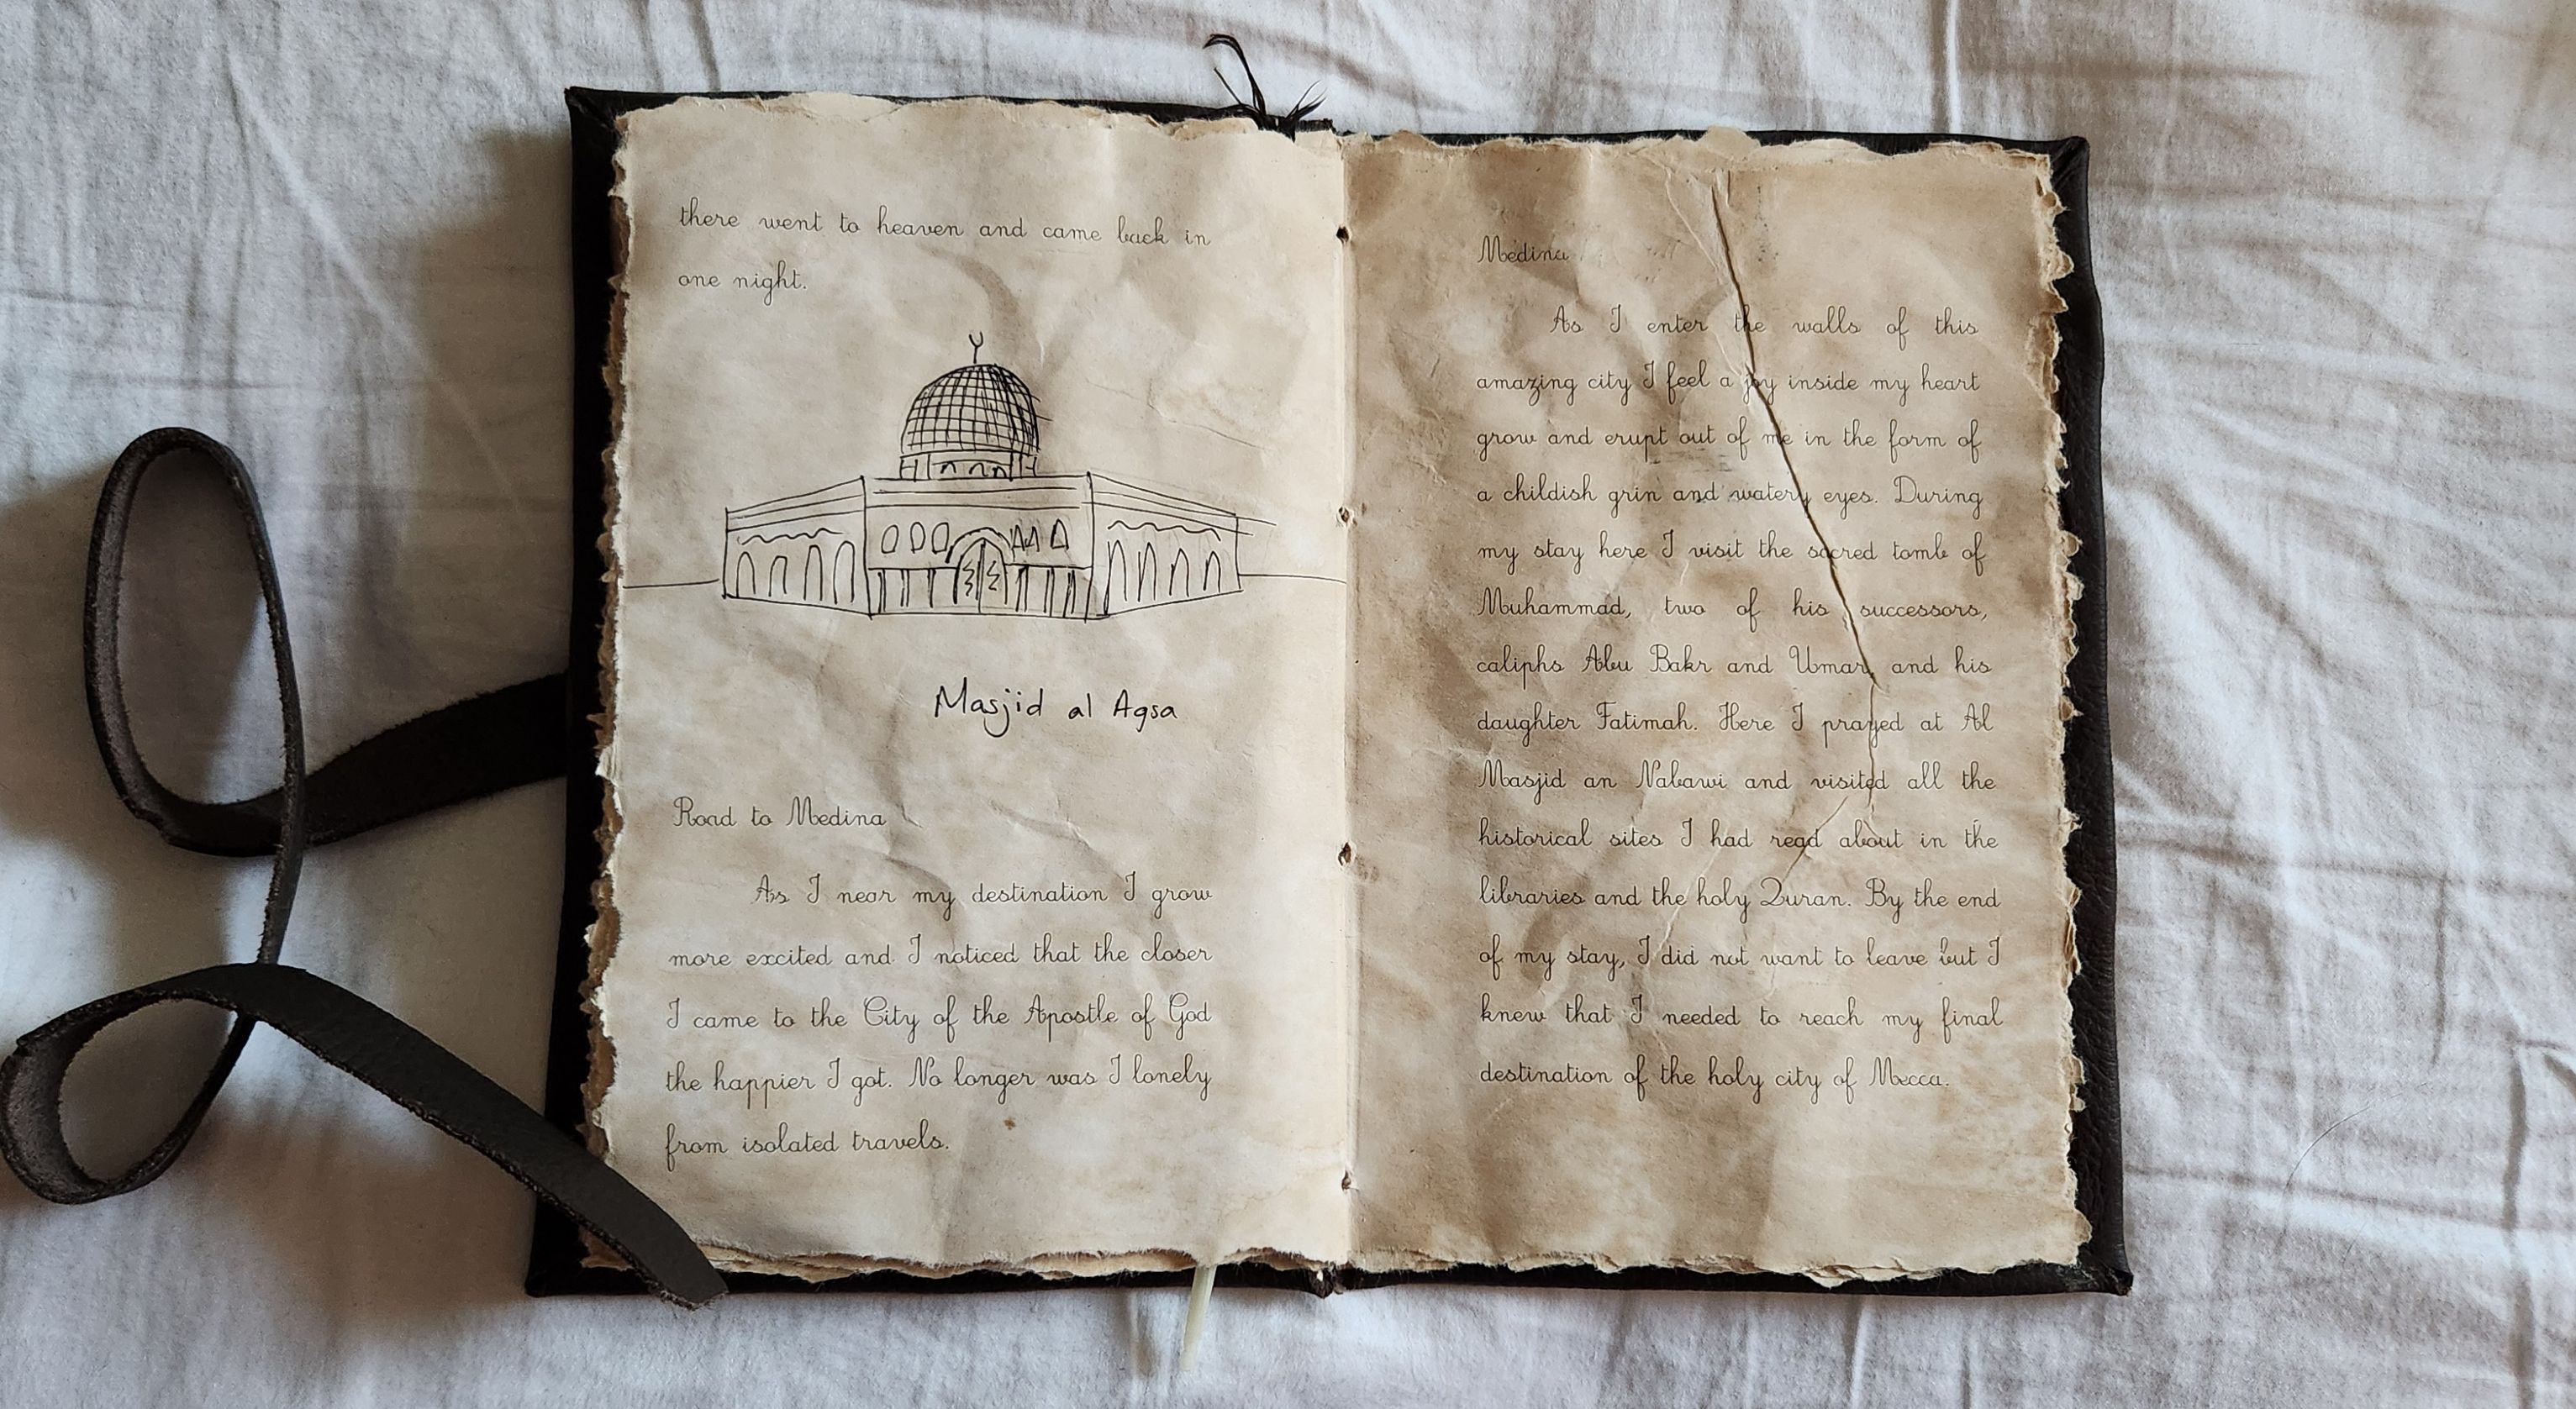 there went to heaven and came back in
one night.
Masjid al Aqsa
Road to Medina
As I near my destination I grow
more excited and I noticed that the closer
I came to the City of the Apostle of God
the happier I got. No longer was I lonely
from isolated travels.
Medina
As I enter the walls of this
amazing city I feel a joy inside my heart
grow and erupt out of me in the form of
a childish grin and watery eyes. During
my stay here I visit the sacred tomb of
Muhammad, two of his successors,
caliphs Abu Bakr and Umar, and his
daughter Fatimah. Here I prayed at Al
Masjid an Nabawi and visited all the
historical sites I had read about in the
libraries and the holy Quran. By the end
of my stay, I did not want to leave but I
knew that I needed to reach my final
destination of the holy city of Mecca.